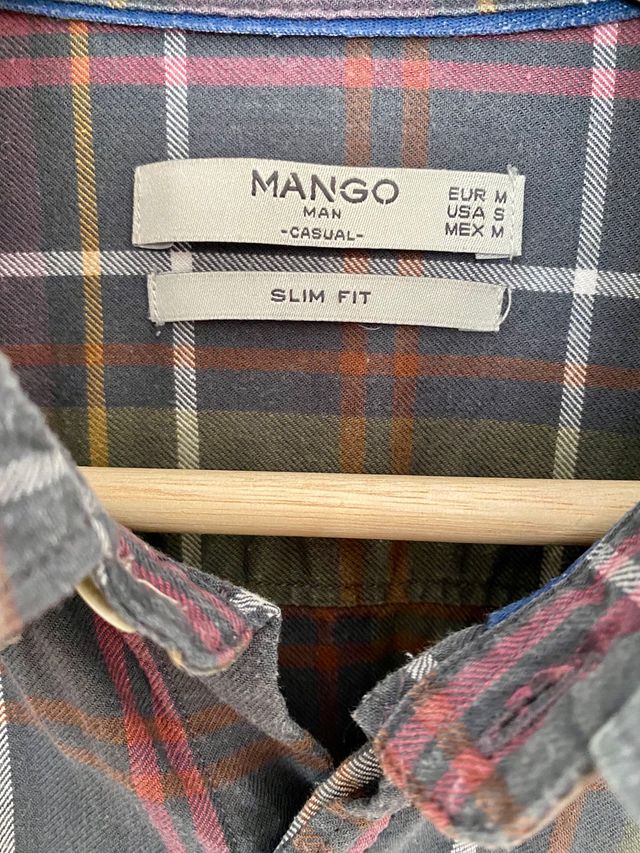 MANGO
MAN
-CASUAL-
EUR M
USA S
MEX M
SLIM FIT